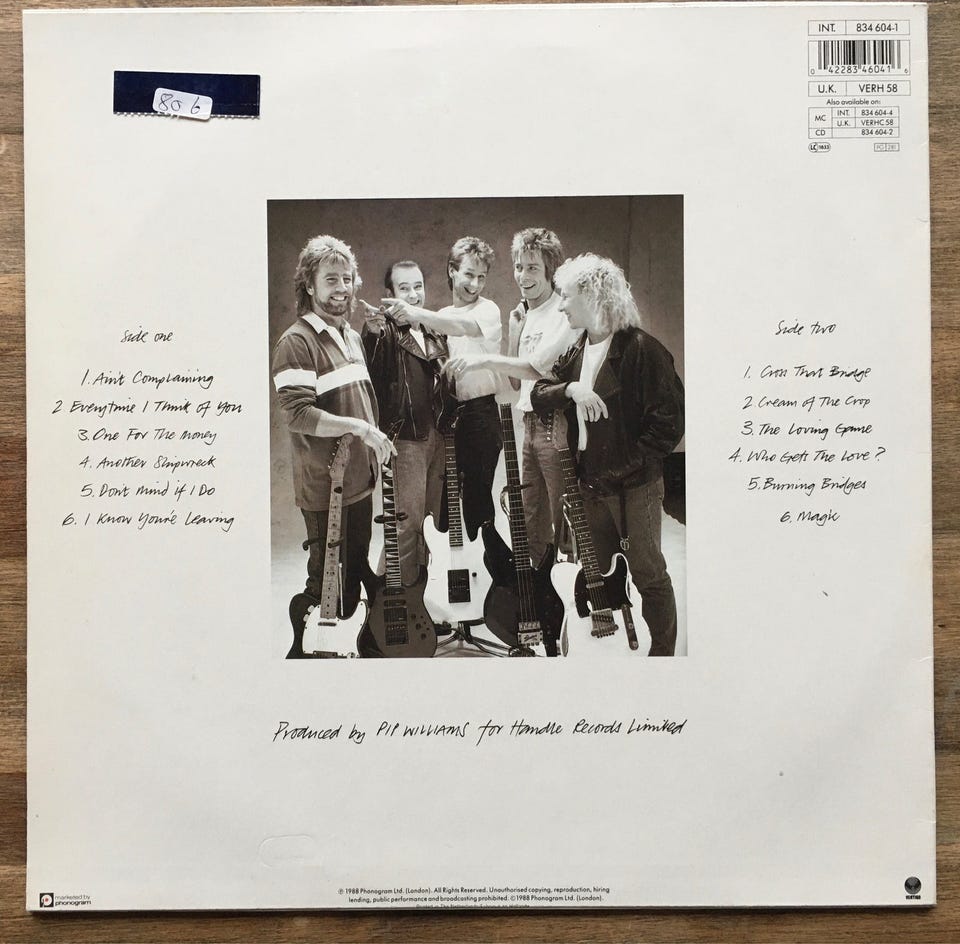 INT. 834 604-1
0 42283 46041 6
U.K. VERH 58
Also available on:
MC INT. 834 604-4
U.K. VERHC 58
CD 834 604-2
LC 1633 PG 281
806
side one
1. Ain't Complaining
2 Everytime I Think of You
3. One For The Money
4. Another Shipwreck
5. Don't Mind if I Do
6. I Know You're Leaving
Side two
1. Cross That Bridge
2. Cream of The Crop
3. The Loving Game
4. Who Gets The Love?
5. Burning Bridges
6. Magic
Produced by PIP WILLIAMS for Handle Records Limited
marketed by
phonogram
℗ 1988 Phonogram Ltd. (London). All Rights Reserved. Unauthorised copying, reproduction, hiring
lending, public performance and broadcasting prohibited. © 1988 Phonogram Ltd. (London).
VERTIGO